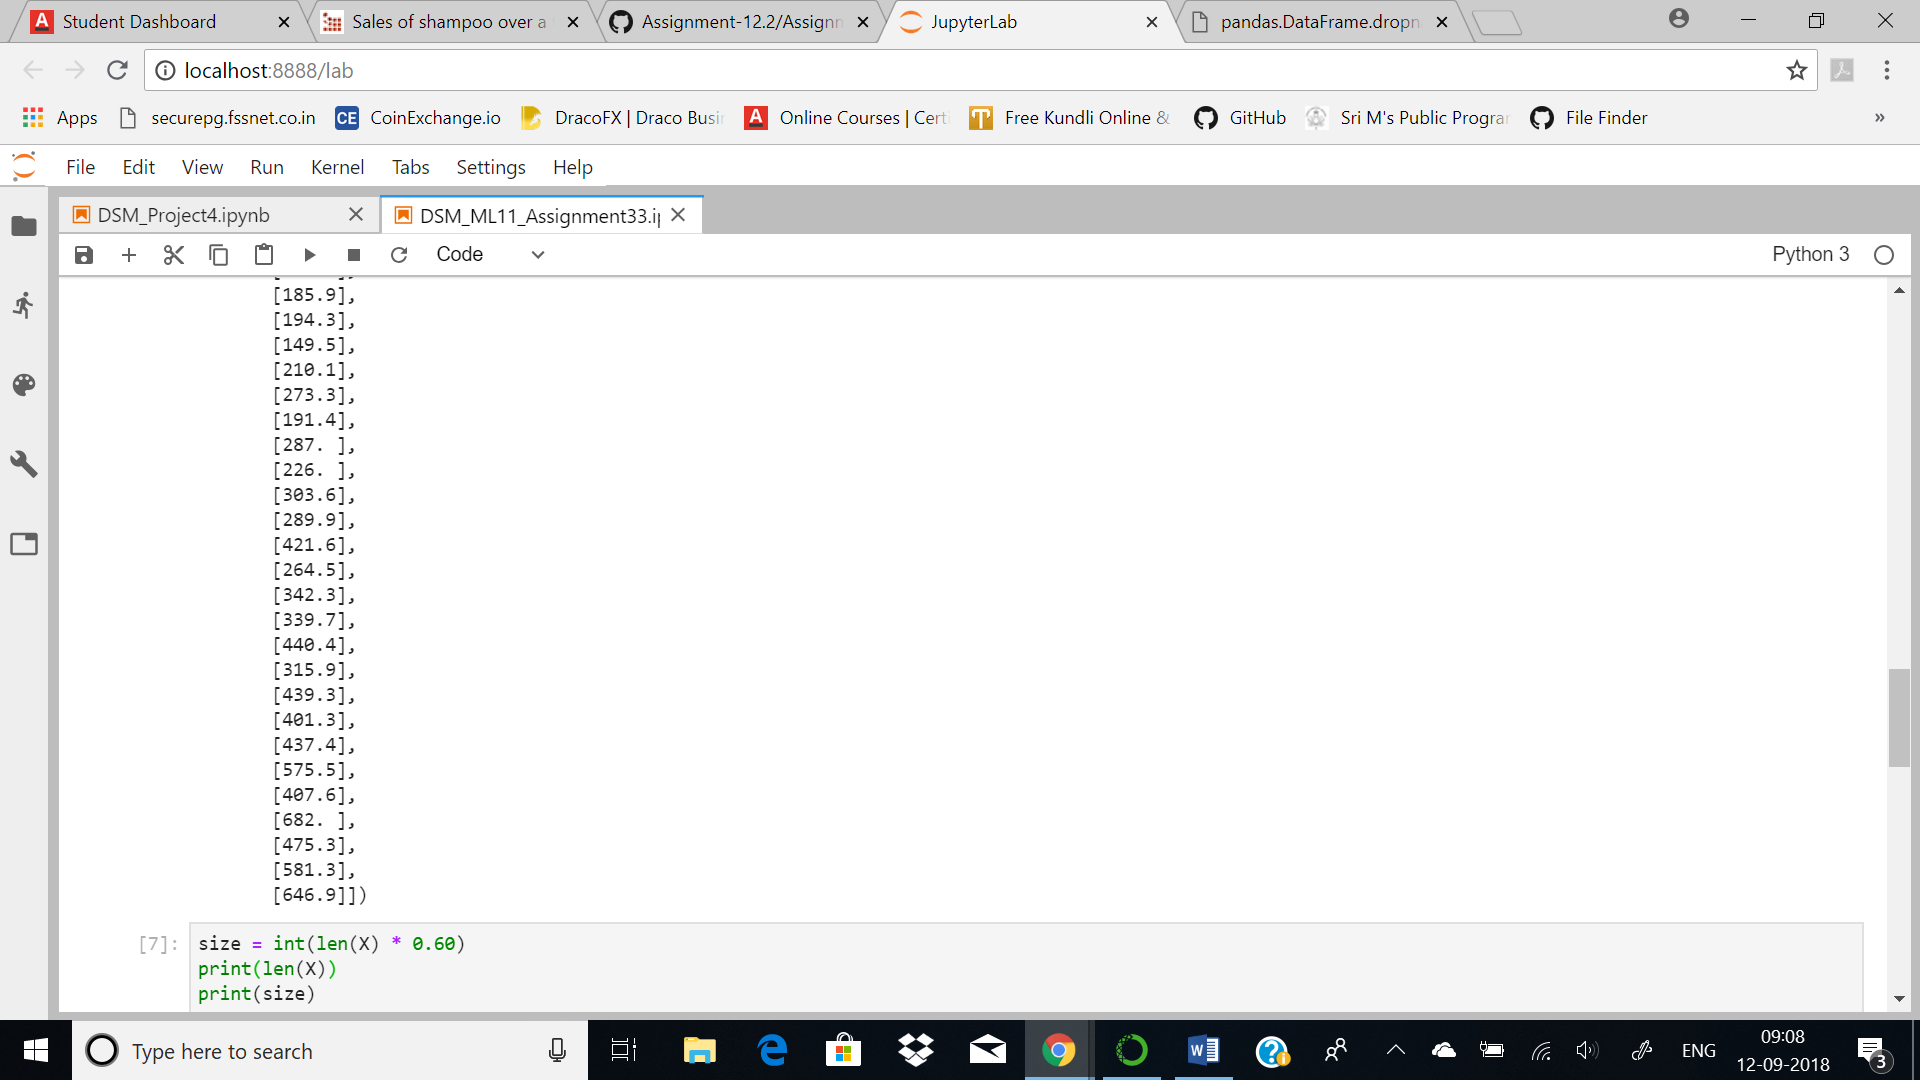 Student Dashboard
Sales of shampoo over a
Assignment-12.2/Assignm
JupyterLab
pandas.DataFrame.dropn
localhost:8888/lab
Apps
securepg.fssnet.co.in
CE CoinExchange.io
DracoFX | Draco Busin
A Online Courses | Certi
T Free Kundli Online &
GitHub
Sri M's Public Program
File Finder
»
File Edit View Run Kernel Tabs Settings Help
DSM_Project4.ipynb
DSM_ML11_Assignment33.ip
Code
Python 3
[185.9],
[194.3],
[149.5],
[210.1],
[273.3],
[191.4],
[287. ],
[226. ],
[303.6],
[289.9],
[421.6],
[264.5],
[342.3],
[339.7],
[440.4],
[315.9],
[439.3],
[401.3],
[437.4],
[575.5],
[407.6],
[682. ],
[475.3],
[581.3],
[646.9]])
[7]: size = int(len(X) * 0.60)
print(len(X))
print(size)
Type here to search
ENG
09:08
12-09-2018
3